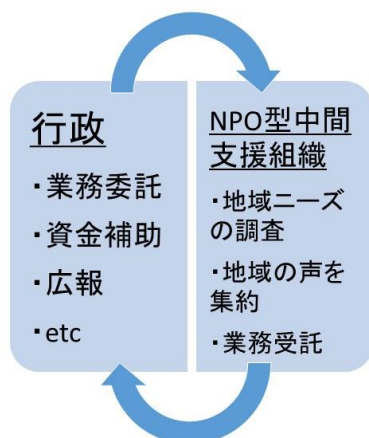 行政
・業務委託
・資金補助
・広報
・etc
NPO型中間
支援組織
・地域ニーズ
の調査
・地域の声を
集約
・業務受託